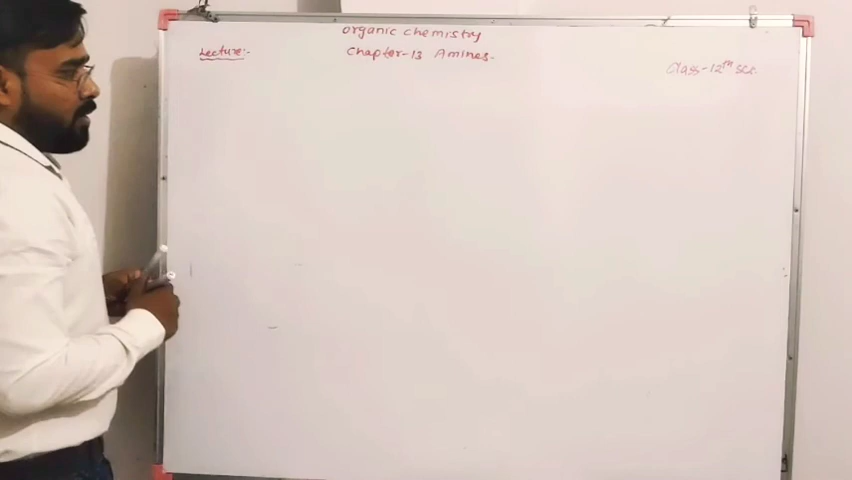 organic chemistry
Lecture:-
Chapter-13 Amines-
Class-12th sci.